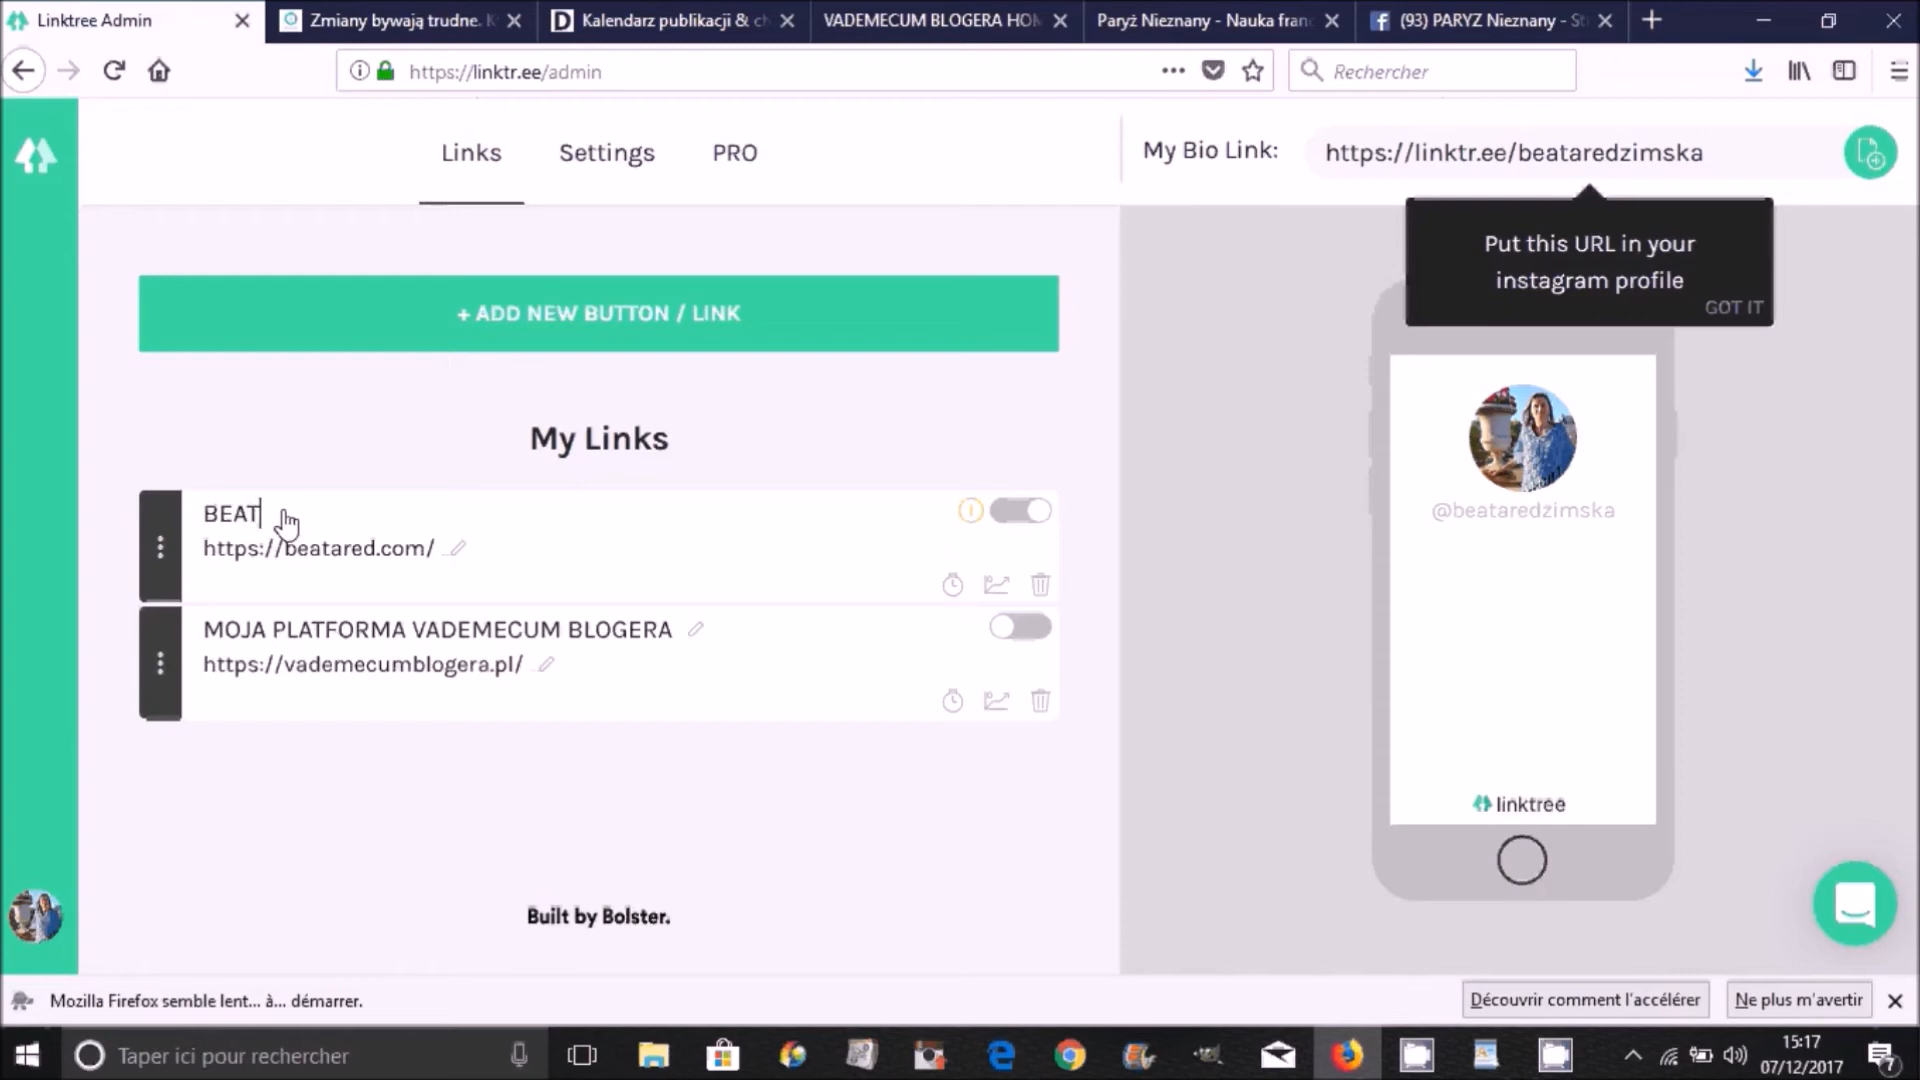 Linktree Admin
Zmiany bywają trudne.
Kalendarz publikacji &
VADEMECUM BLOGERA
Paryż Nieznany - Nauka
(93) PARYZ Nieznany -
https://linktr.ee/admin
Rechercher
Links
Settings
PRO
My Bio Link:
https://linktr.ee/beataredzimska
Put this URL in your
instagram profile
GOT IT
+ ADD NEW BUTTON / LINK
My Links
BEAT
https://beatared.com/
MOJA PLATFORMA VADEMECUM BLOGERA
https://vademecumblogera.pl/
@beataredzimska
linktree
Built by Bolster.
Mozilla Firefox semble lent... à... démarrer.
Découvrir comment l'accélérer
Ne plus m'avertir
Taper ici pour rechercher
15:17
07/12/2017
7